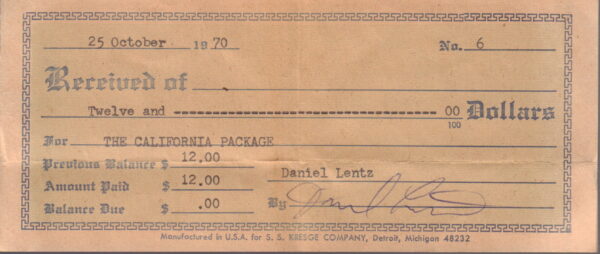 25 October 1970 No. 6
Received of
Twelve and ------------------------------------ 00/100 Dollars
For THE CALIFORNIA PACKAGE
Previous Balance $ 12.00
Amount Paid $ 12.00 Daniel Lentz
Balance Due $ .00 By Daniel Lentz
Manufactured in U.S.A. for S. S. KRESGE COMPANY, Detroit, Michigan 48232